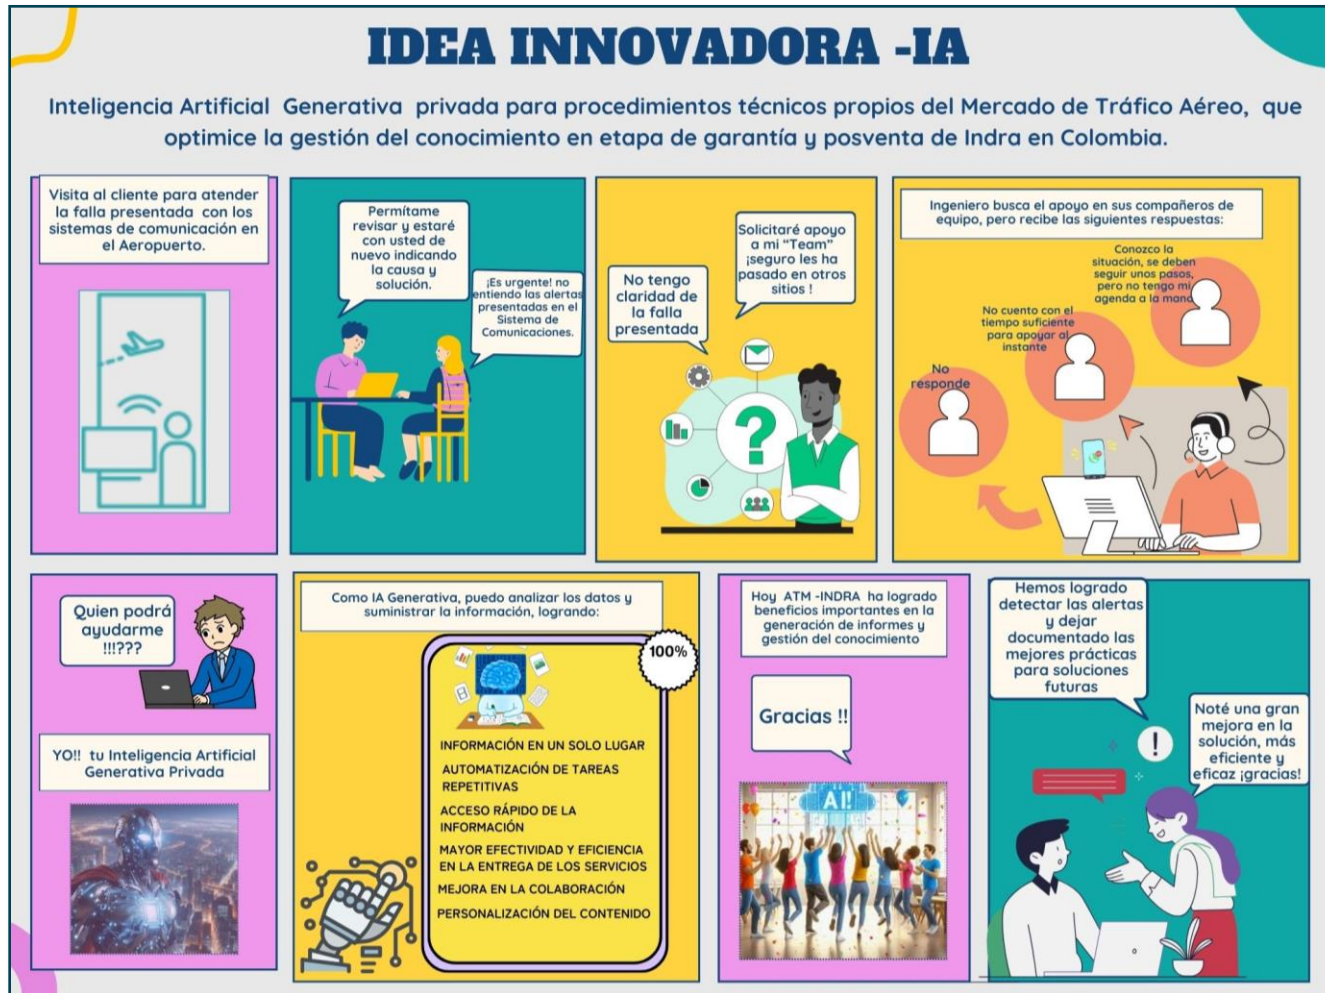 IDEA INNOVADORA -IA
Inteligencia Artificial Generativa privada para procedimientos técnicos propios del Mercado de Tráfico Aéreo, que
optimice la gestión del conocimiento en etapa de garantía y posventa de Indra en Colombia.
Visita al cliente para atender
la falla presentada con los
sistemas de comunicación en
el Aeropuerto.
Permítame
revisar y estaré
con usted de
nuevo indicando
la causa y
solución.
¡Es urgente! no
entiendo las alertas
presentadas en el
Sistema de
Comunicaciones.
No tengo
claridad de
la falla
presentada
Solicitaré apoyo
a mi "Team"
¡seguro les ha
pasado en otros
sitios !
Ingeniero busca el apoyo en sus compañeros de
equipo, pero recibe las siguientes respuestas:
No
responde
No cuento con el
tiempo suficiente
para apoyar al
instante
Conozco la
situación, se deben
seguir unos pasos,
pero no tengo mi
agenda a la mano
Quien podrá
ayudarme
!!!???
YO!! tu Inteligencia Artificial
Generativa Privada
Como IA Generativa, puedo analizar los datos y
suministrar la información, logrando:
100%
INFORMACIÓN EN UN SOLO LUGAR
AUTOMATIZACIÓN DE TAREAS
REPETITIVAS
ACCESO RÁPIDO DE LA
INFORMACIÓN
MAYOR EFECTIVIDAD Y EFICIENCIA
EN LA ENTREGA DE LOS SERVICIOS
MEJORA EN LA COLABORACIÓN
PERSONALIZACIÓN DEL CONTENIDO
Hoy ATM -INDRA ha logrado
beneficios importantes en la
generación de informes y
gestión del conocimiento
Gracias !!
AI!
Hemos logrado
detectar las alertas
y dejar
documentado las
mejores prácticas
para soluciones
futuras
!
Noté una gran
mejora en la
solución, más
eficiente y
eficaz ¡gracias!